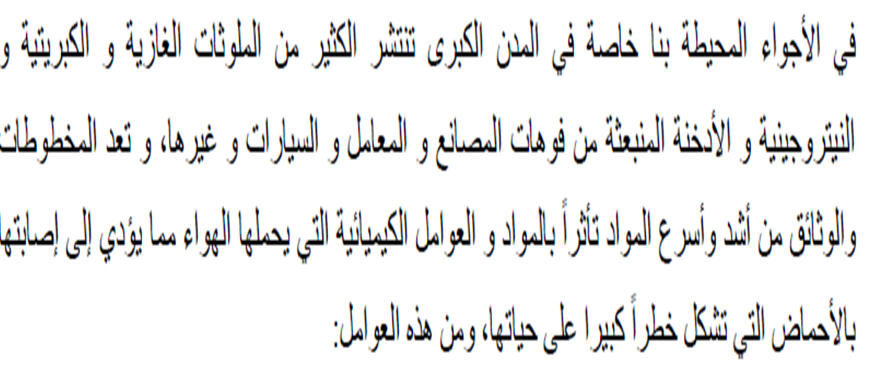 في الأجواء المحيطة بنا خاصة في المدن الكبرى تنتشر الكثير من الملوثات الغازية و الكبريتية و
النيتروجينية و الأدخنة المنبعثة من فوهات المصانع و المعامل و السيارات و غيرها، و تعد المخطوطات
والوثائق من أشد وأسرع المواد تأثراً بالمواد و العوامل الكيميائية التي يحملها الهواء مما يؤدي إلى إصابتها
بالأحماض التي تشكل خطراً كبيرا على حياتها، ومن هذه العوامل: